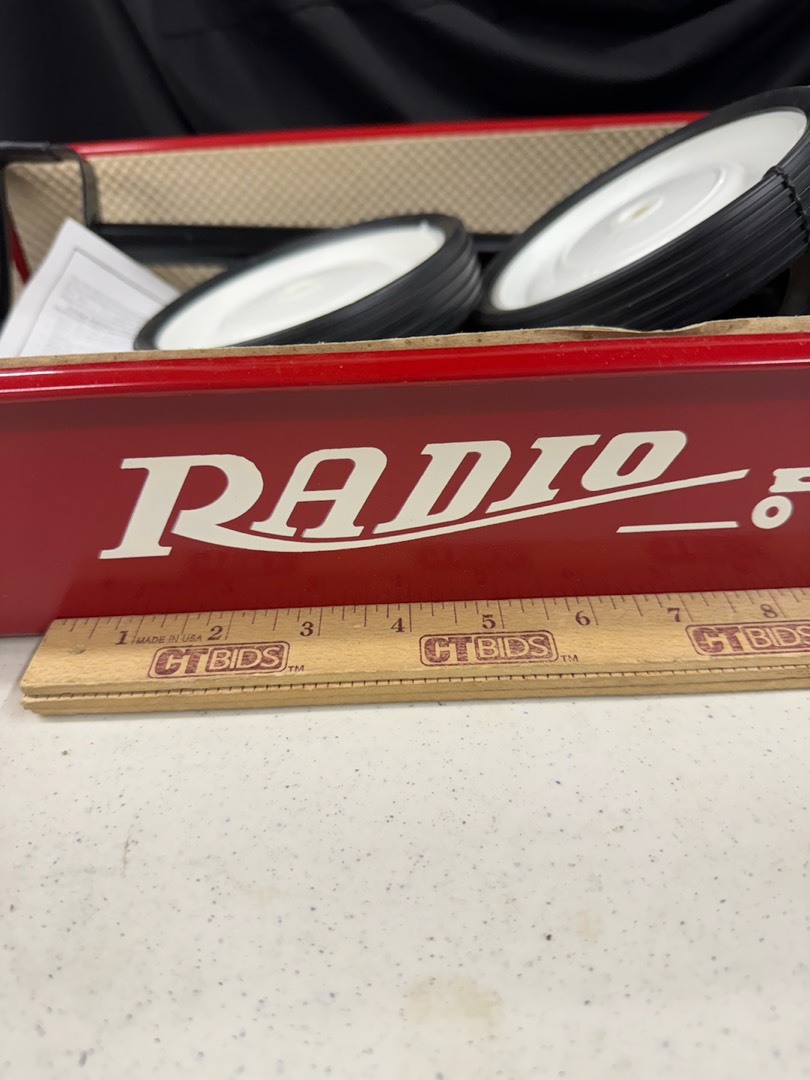 RADIO
1 MADE IN USA 2 3 4 5 6 7 8
CTBIDS™ CTBIDS™ CTBIDS